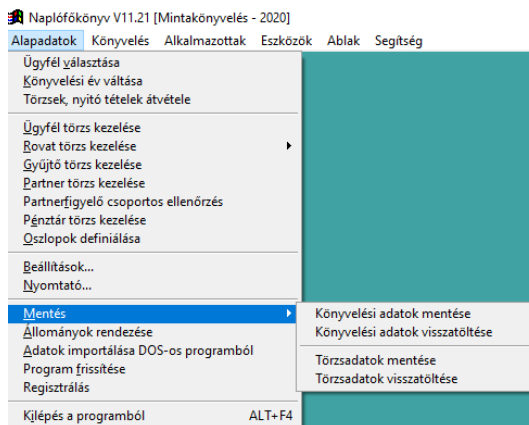 Naplófőkönyv V11.21 [Mintakönyvelés - 2020]
Alapadatok Könyvelés Alkalmazottak Eszközök Ablak Segítség
Ügyfél választása
Könyvelési év váltása
Törzsek, nyitó tételek átvétele
Ügyfél törzs kezelése
Rovat törzs kezelése
Gyűjtő törzs kezelése
Partner törzs kezelése
Partnerfigyelő csoportos ellenőrzés
Pénztár törzs kezelése
Oszlopok definiálása
Beállítások...
Nyomtató...
Mentés
Könyvelési adatok mentése
Állományok rendezése
Könyvelési adatok visszatöltése
Adatok importálása DOS-os programból
Törzsadatok mentése
Program frissítése
Törzsadatok visszatöltése
Regisztrálás
Kilépés a programból ALT+F4